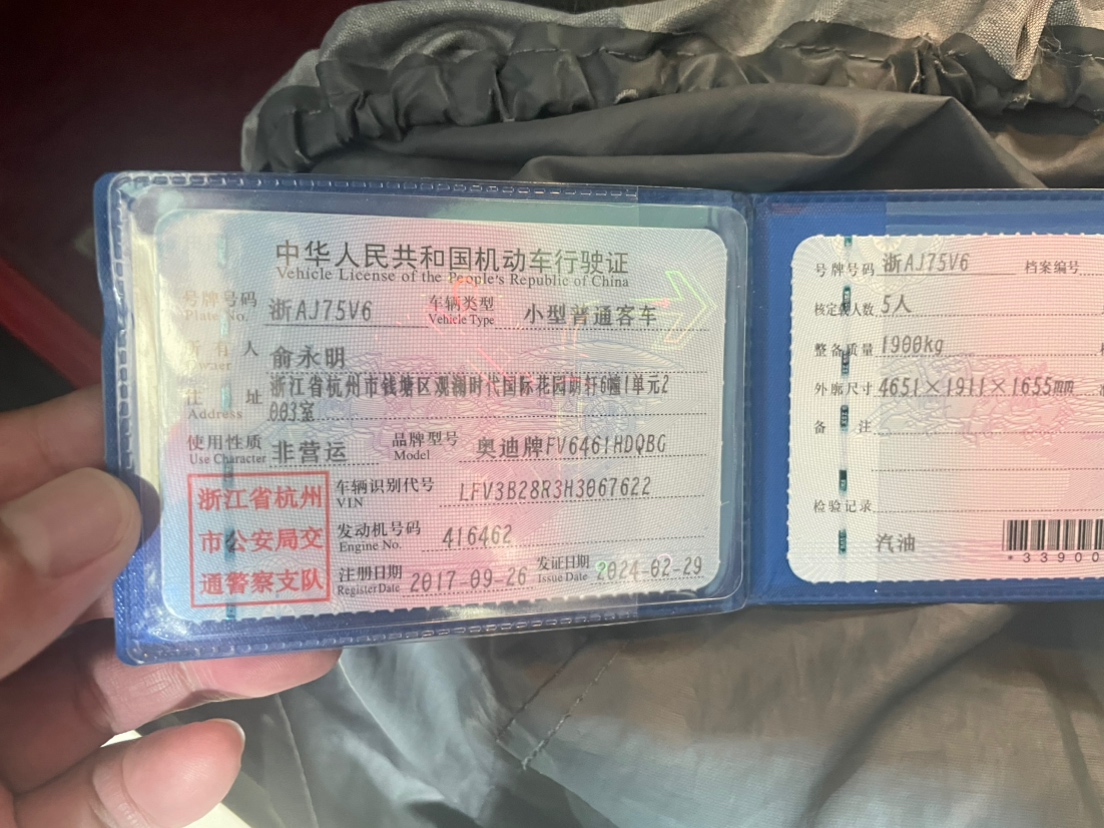 中华人民共和国机动车行驶证
Vehicle License of the People's Republic of China
号牌号码 浙AJ75V6 车辆类型 小型普通客车
Plate No. Vehicle Type
所有人 俞永明
Owner
住址 浙江省杭州市钱塘区观澜时代国际花园朗轩6幢1单元2
003室
Address
使用性质 非营运 品牌型号 奥迪牌FV6461HDQBG
Use Character Model
浙江省杭州
市公安局交
通警察支队
车辆识别代号 LFV3B28R3H3067622
VIN
发动机号码 416462
Engine No.
注册日期 2017-09-26 发证日期 2024-02-29
Register Date Issue Date
号牌号码 浙AJ75V6 档案编号
核定载人数 5人
整备质量 1900kg
外廓尺寸 4651×1911×1655mm
备注
检验记录
汽油
*33900